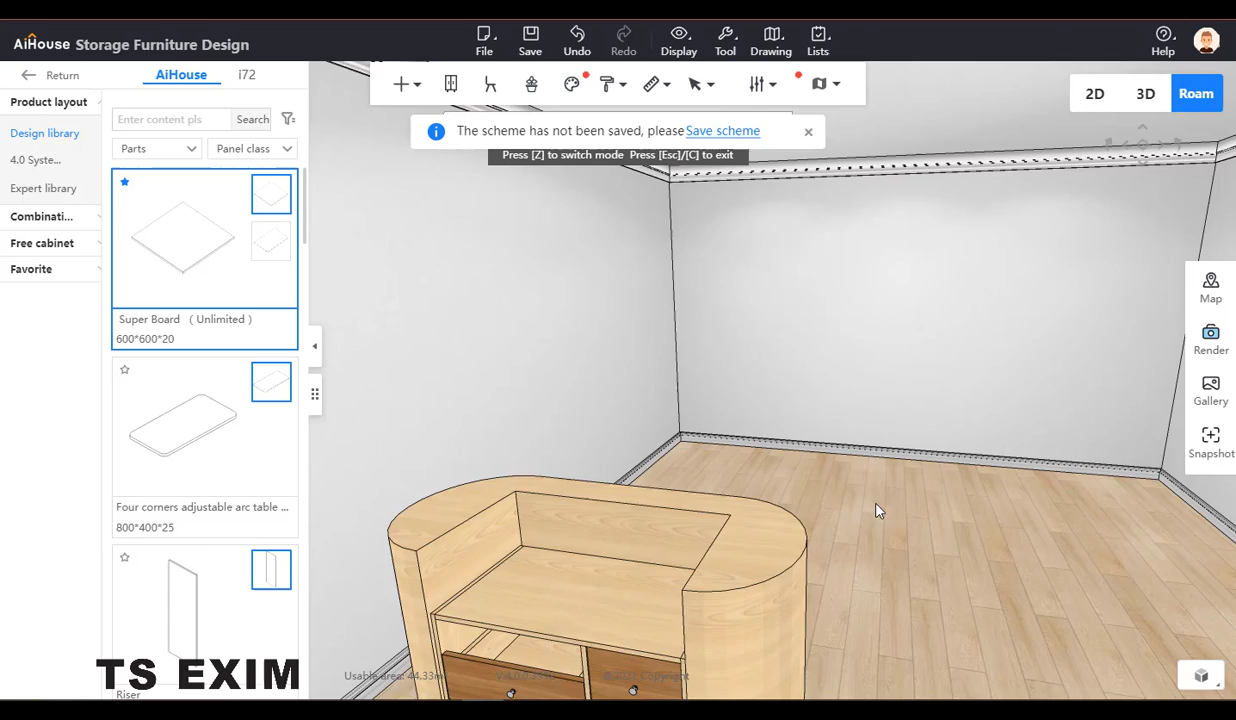 AiHouse Storage Furniture Design
File
Save
Undo
Redo
Display
Tool
Drawing
Lists
Help
Return
AiHouse
i72
Product layout
Design library
4.0 Syste...
Expert library
Combinati...
Free cabinet
Favorite
Enter content pls
Search
Parts
Panel class
Super Board ( Unlimited )
600*600*20
Four corners adjustable arc table ...
800*400*25
Riser
TS EXIM
The scheme has not been saved, please Save scheme
Press [Z] to switch mode Press [Esc]/[C] to exit
2D
3D
Roam
Map
Render
Gallery
Snapshot